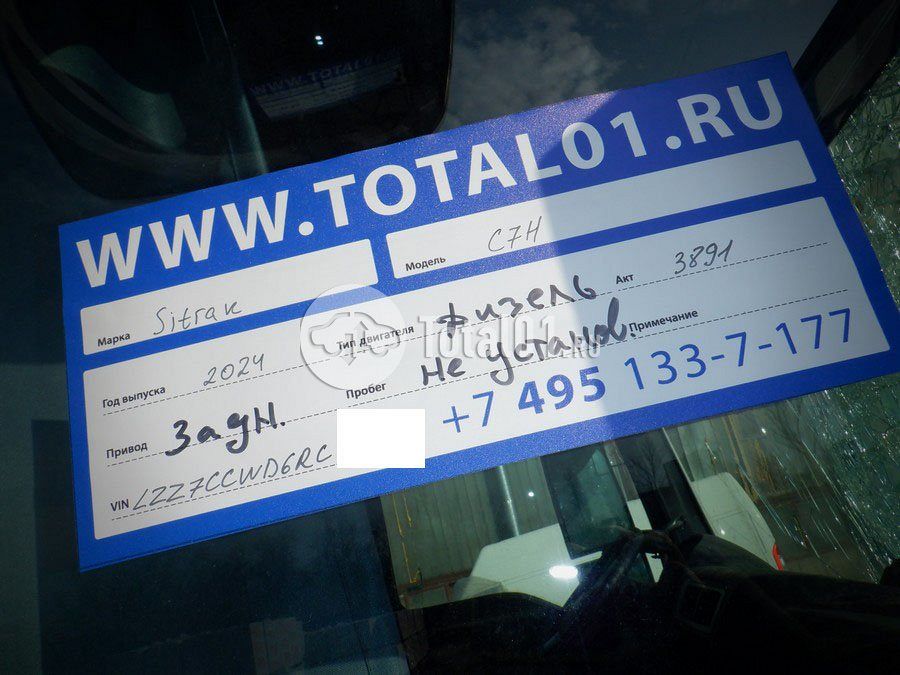 WWW.TOTAL01.RU
Марка Sitrak Модель C7H
Год выпуска 2024 Тип двигателя дизель Акт 3891
Привод Задн. Пробег Не установ. Примечание
VIN LZZ7CCWD6RC +7 495 133-7-177
Total01.RU